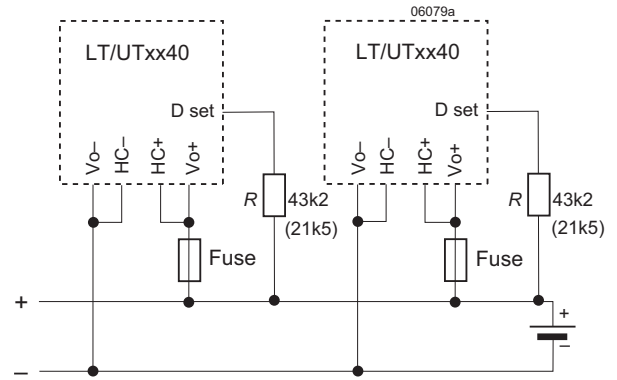 06079a
LT/UTxx40
D set
Vo–
HC–
HC+
Vo+
R
43k2
(21k5)
Fuse
LT/UTxx40
D set
Vo–
HC–
HC+
Vo+
R
43k2
(21k5)
Fuse
+
+
–
–